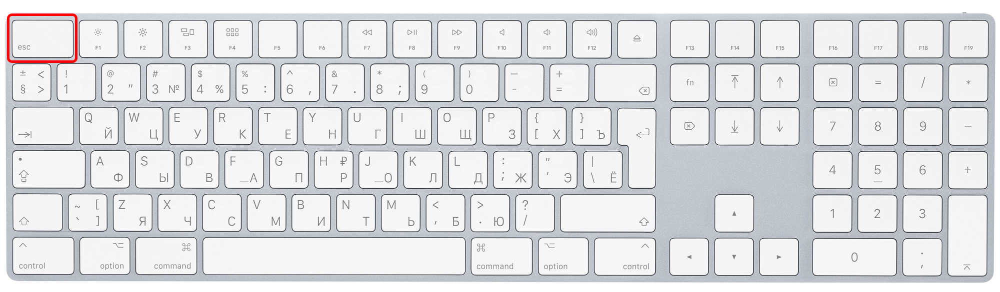 esc F1 F2 F3 F4 F5 F6 F7 F8 F9 F10 F11 F12 F13 F14 F15 F16 F17 F18 F19
± < § > ! 1 @ 2 " # 3 № $ 4 % % 5 : ^ 6 , & 7 . * 8 ; ( 9 ) 0 — - + = fn = / *
Q Й W Ц E У R К T Е Y Н U Г I Ш O Щ P З { [ Х } ] Ъ 7 8 9 —
A Ф S Ы D В F А G П H ₽ Р J О K Л L Д : ; Ж " ' Э | \ Ё 4 5 6 +
~ [ ` ] Z Я X Ч C С V М B И N Т M Ь < , Б > . Ю ? / 1 2 3
control option command command option control 0 ; ,